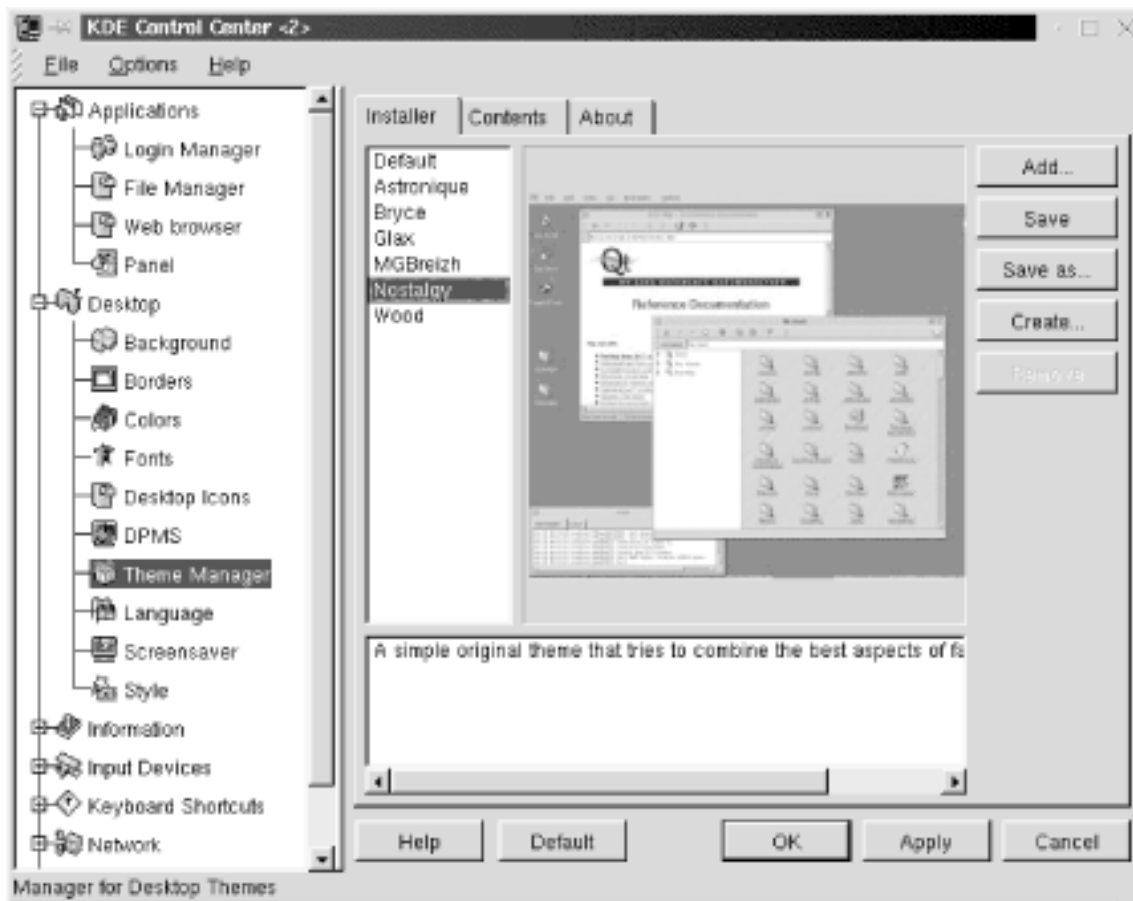 KDE Control Center <2>
File Options Help
Applications
Login Manager
File Manager
Web browser
Panel
Desktop
Background
Borders
Colors
Fonts
Desktop Icons
DPMS
Theme Manager
Language
Screensaver
Style
Information
Input Devices
Keyboard Shortcuts
Network
Installer Contents About
Default
Astronique
Bryce
Glax
MGBreizh
Nostalgy
Wood
Qt
Reference Documentation
Add...
Save
Save as...
Create...
Remove
A simple original theme that tries to combine the best aspects of fa
Help Default OK Apply Cancel
Manager for Desktop Themes